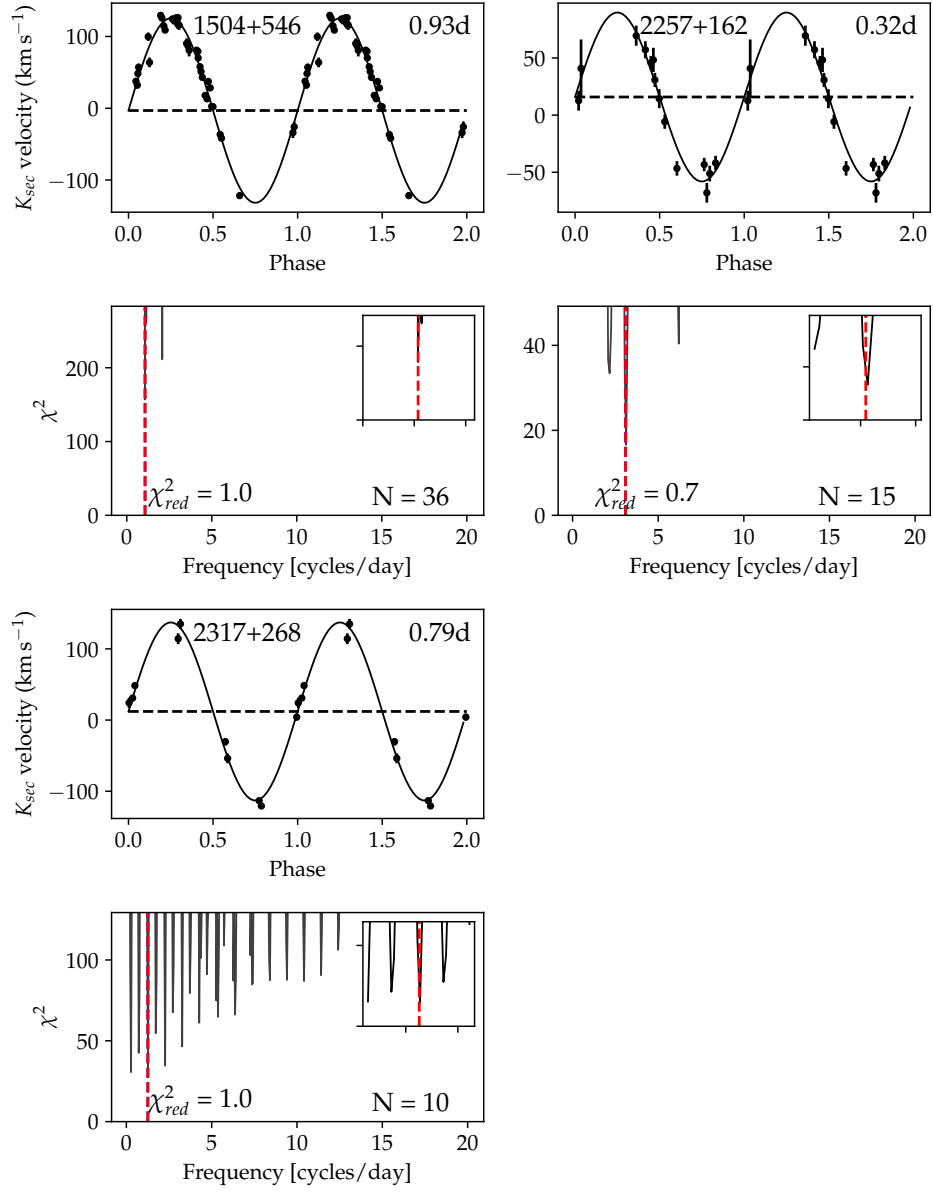 1504+546 0.93d
K_sec velocity (km s⁻¹)
100
0
−100
0.0 0.5 1.0 1.5 2.0
Phase
2257+162 0.32d
50
0
−50
0.0 0.5 1.0 1.5 2.0
Phase
χ²
200
100
0
χ²_red = 1.0 N = 36
0 5 10 15 20
Frequency [cycles/day]
40
20
0
χ²_red = 0.7 N = 15
0 5 10 15 20
Frequency [cycles/day]
2317+268 0.79d
K_sec velocity (km s⁻¹)
100
0
−100
0.0 0.5 1.0 1.5 2.0
Phase
χ²
100
50
0
χ²_red = 1.0 N = 10
0 5 10 15 20
Frequency [cycles/day]